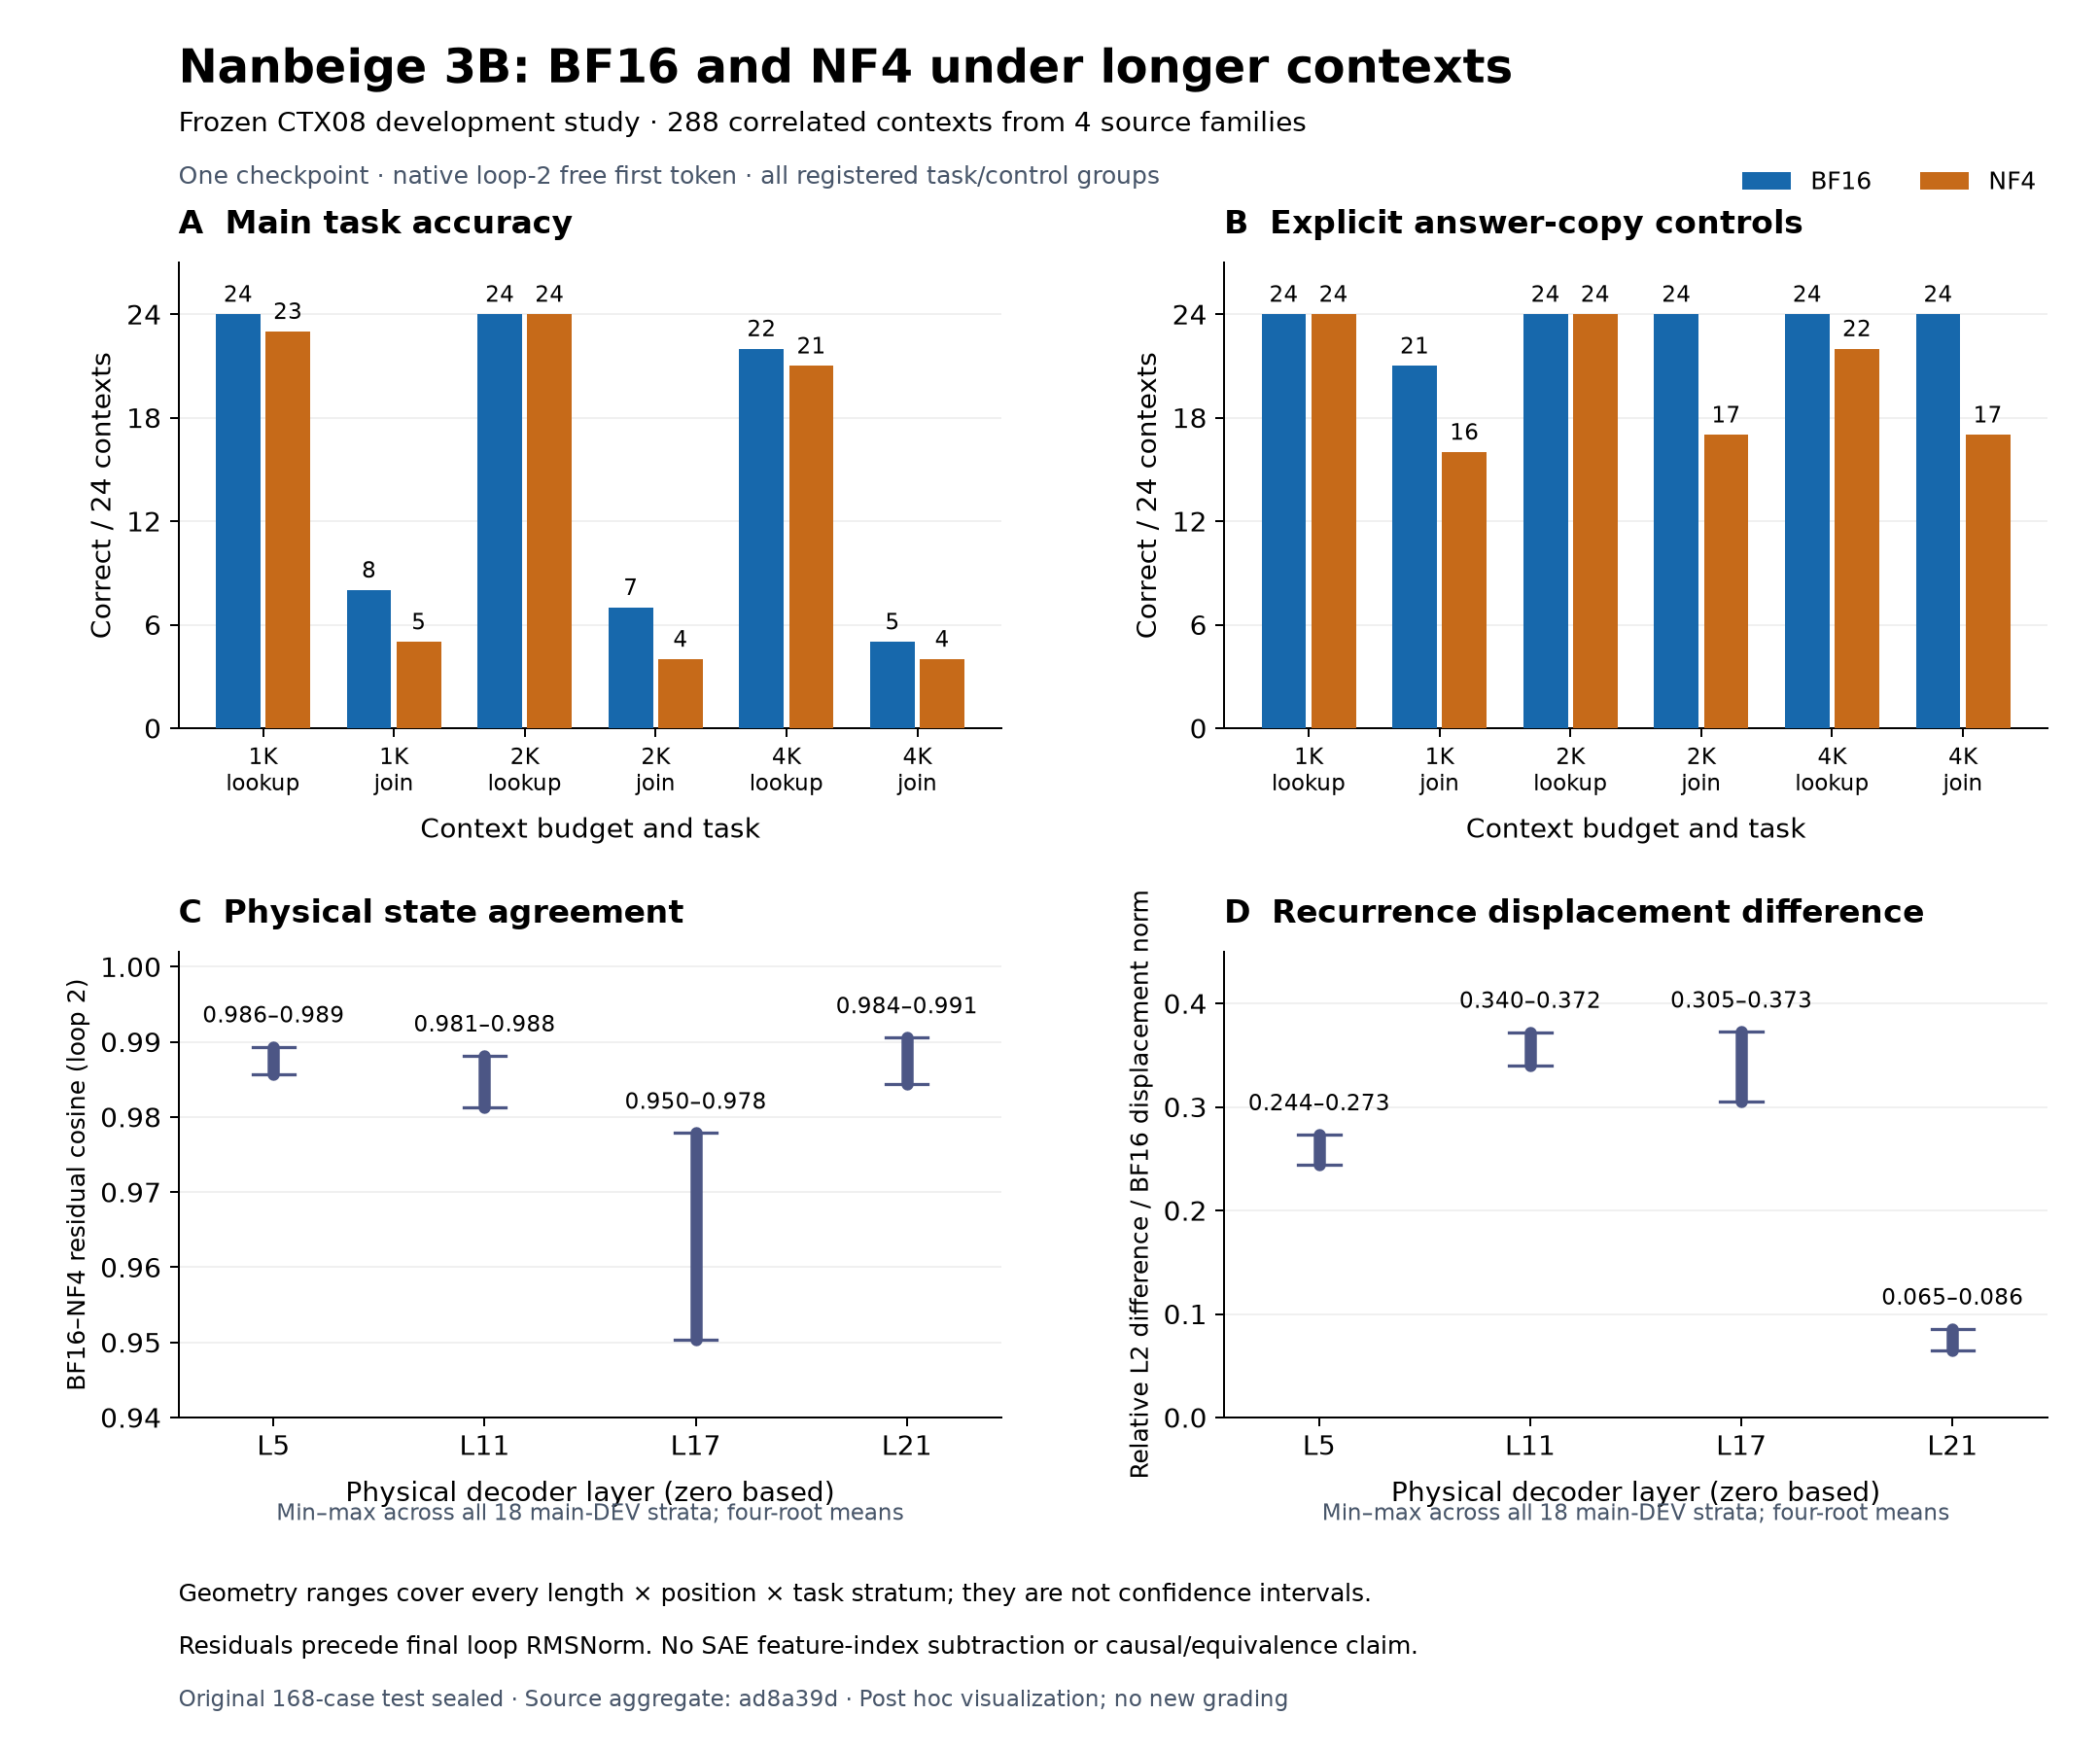 Nanbeige 3B: BF16 and NF4 under longer contexts
Frozen CTX08 development study · 288 correlated contexts from 4 source families
One checkpoint · native loop-2 free first token · all registered task/control groups
BF16 NF4
A Main task accuracy
Correct / 24 contexts
24
18
12
6
0
24 23 8 5 24 24 7 4 22 21 5 4
1K lookup
1K join
2K lookup
2K join
4K lookup
4K join
Context budget and task
B Explicit answer-copy controls
Correct / 24 contexts
24
18
12
6
0
24 24 21 16 24 24 24 17 24 22 24 17
1K lookup
1K join
2K lookup
2K join
4K lookup
4K join
Context budget and task
C Physical state agreement
BF16–NF4 residual cosine (loop 2)
1.00
0.99
0.98
0.97
0.96
0.95
0.94
0.986–0.989
0.981–0.988
0.950–0.978
0.984–0.991
L5 L11 L17 L21
Physical decoder layer (zero based)
Min–max across all 18 main-DEV strata; four-root means
D Recurrence displacement difference
Relative L2 difference / BF16 displacement norm
0.4
0.3
0.2
0.1
0.0
0.244–0.273
0.340–0.372
0.305–0.373
0.065–0.086
L5 L11 L17 L21
Physical decoder layer (zero based)
Min–max across all 18 main-DEV strata; four-root means
Geometry ranges cover every length × position × task stratum; they are not confidence intervals.
Residuals precede final loop RMSNorm. No SAE feature-index subtraction or causal/equivalence claim.
Original 168-case test sealed · Source aggregate: ad8a39d · Post hoc visualization; no new grading